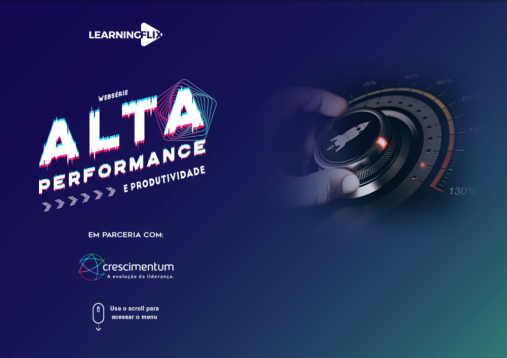 LEARNINGFLIX
WEBSÉRIE
ALTA
PERFORMANCE
E PRODUTIVIDADE
EM PARCERIA COM:
crescimentum
A evolução da liderança.
Use o scroll para
acessar o menu
130%